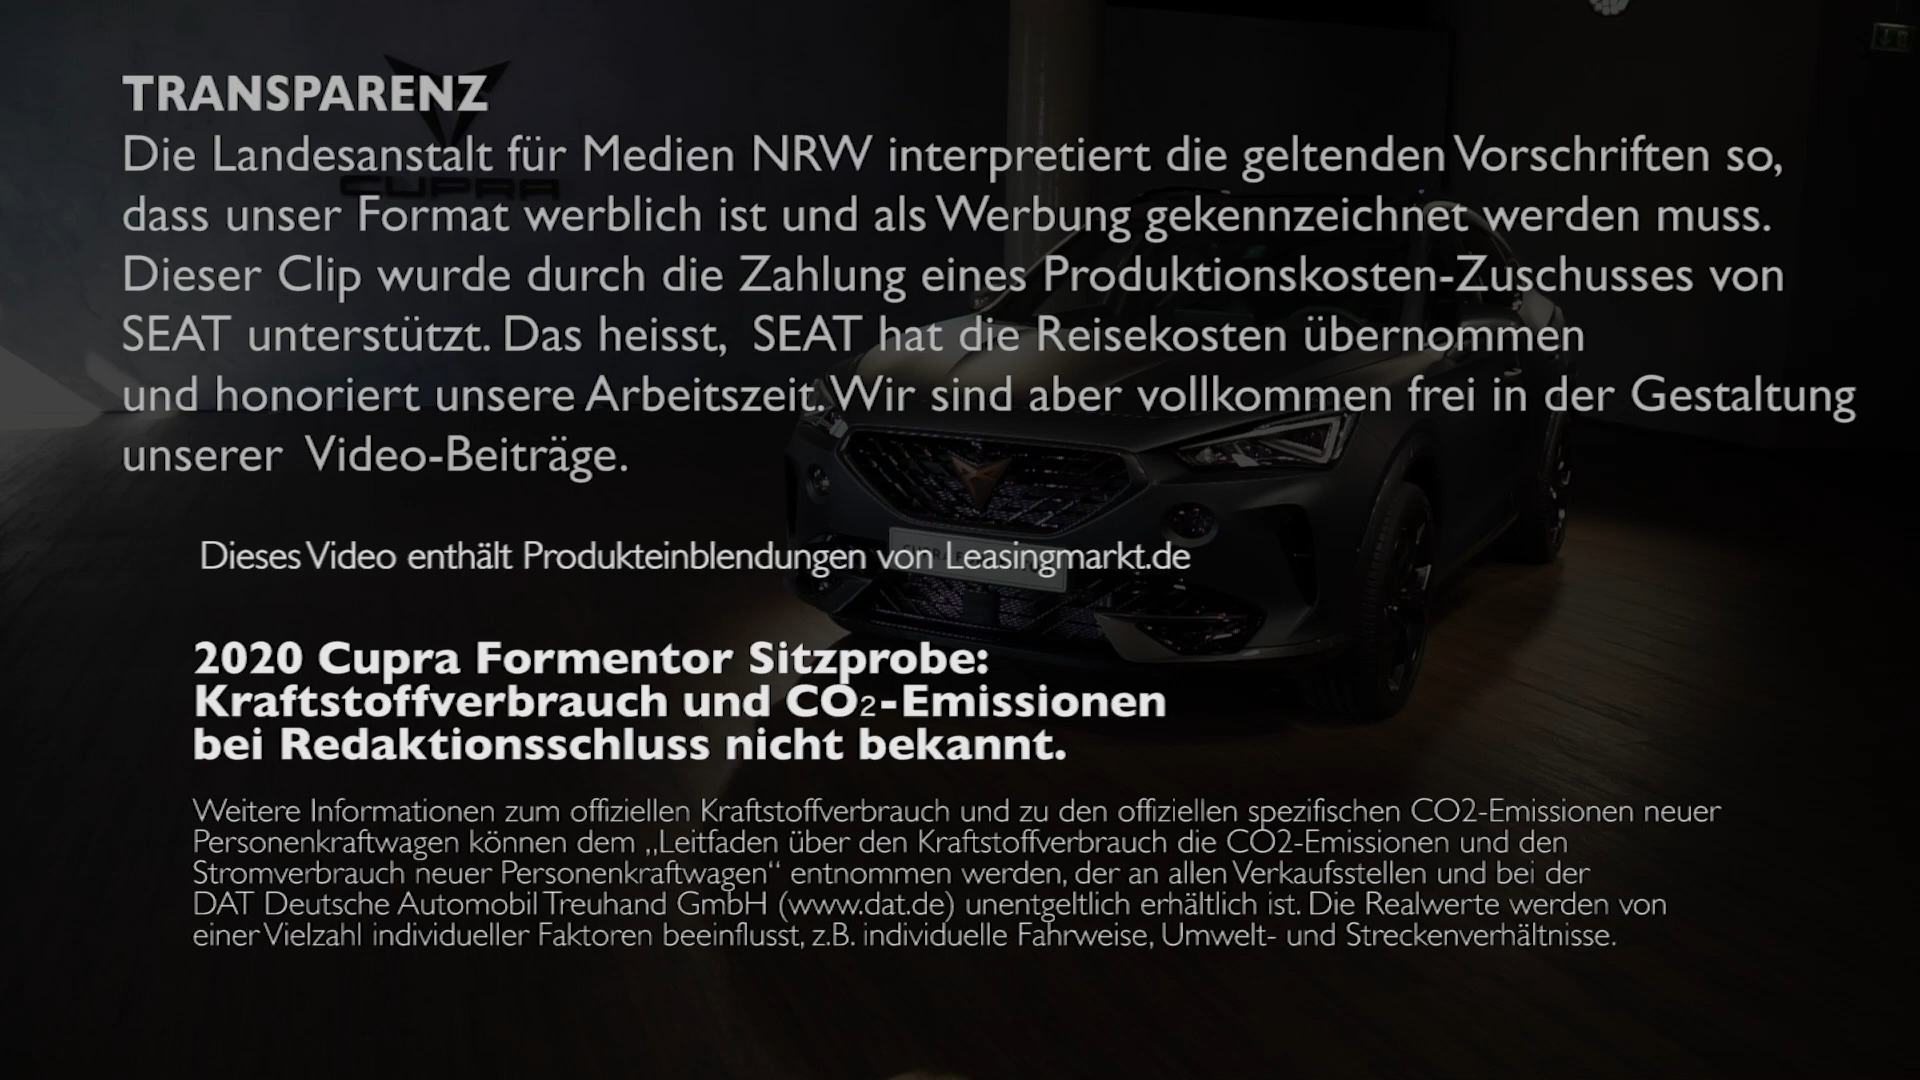 TRANSPARENZ
Die Landesanstalt für Medien NRW interpretiert die geltenden Vorschriften so,
dass unser Format werblich ist und als Werbung gekennzeichnet werden muss.
Dieser Clip wurde durch die Zahlung eines Produktionskosten-Zuschusses von
SEAT unterstützt. Das heisst, SEAT hat die Reisekosten übernommen
und honoriert unsere Arbeitszeit. Wir sind aber vollkommen frei in der Gestaltung
unserer Video-Beiträge.
CUPRA
Dieses Video enthält Produkteinblendungen von Leasingmarkt.de
2020 Cupra Formentor Sitzprobe:
Kraftstoffverbrauch und CO₂-Emissionen
bei Redaktionsschluss nicht bekannt.
Weitere Informationen zum offiziellen Kraftstoffverbrauch und zu den offiziellen spezifischen CO2-Emissionen neuer
Personenkraftwagen können dem „Leitfaden über den Kraftstoffverbrauch die CO2-Emissionen und den
Stromverbrauch neuer Personenkraftwagen“ entnommen werden, der an allen Verkaufsstellen und bei der
DAT Deutsche Automobil Treuhand GmbH (www.dat.de) unentgeltlich erhältlich ist. Die Realwerte werden von
einer Vielzahl individueller Faktoren beeinflusst, z.B. individuelle Fahrweise, Umwelt- und Streckenverhältnisse.